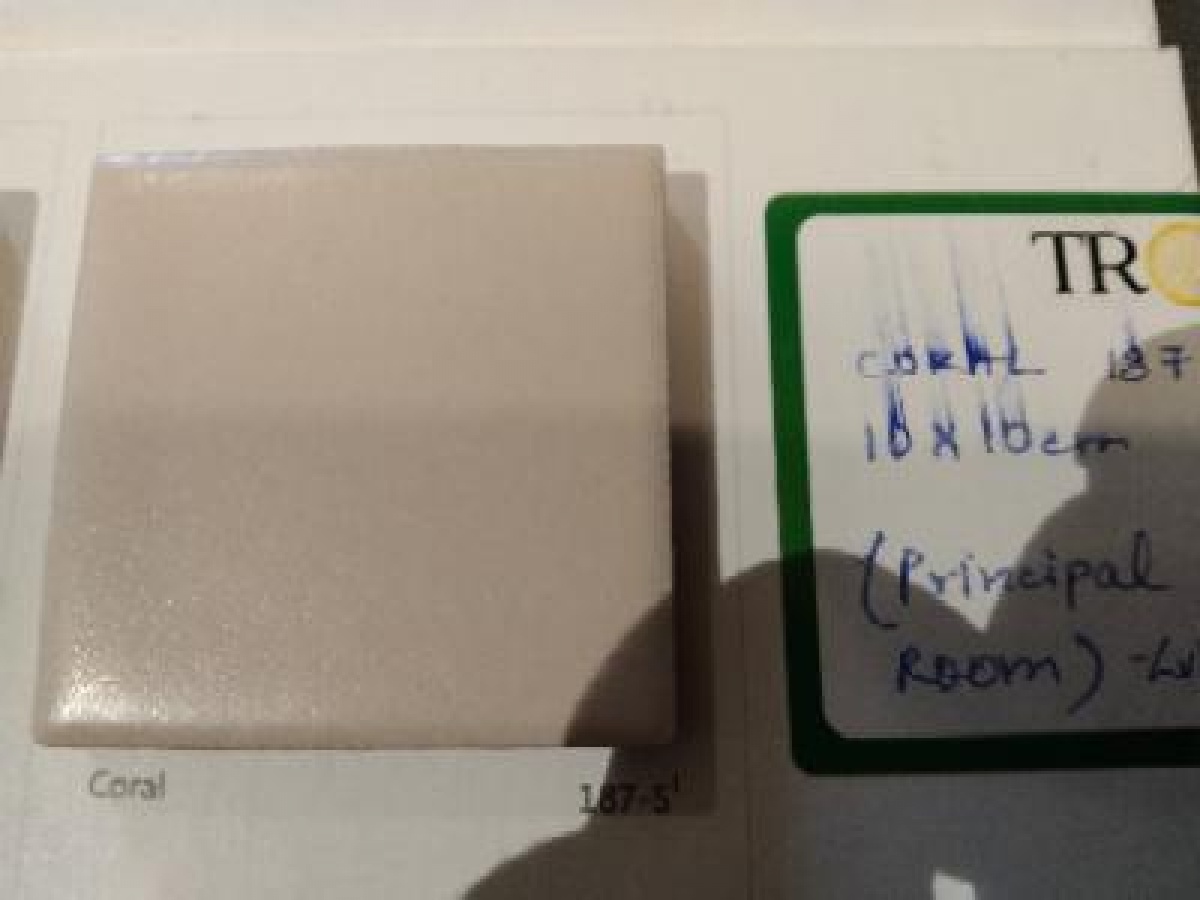 TR
CORAL 187
10 X 10cm
(Principal
ROOM)
Coral
187-5